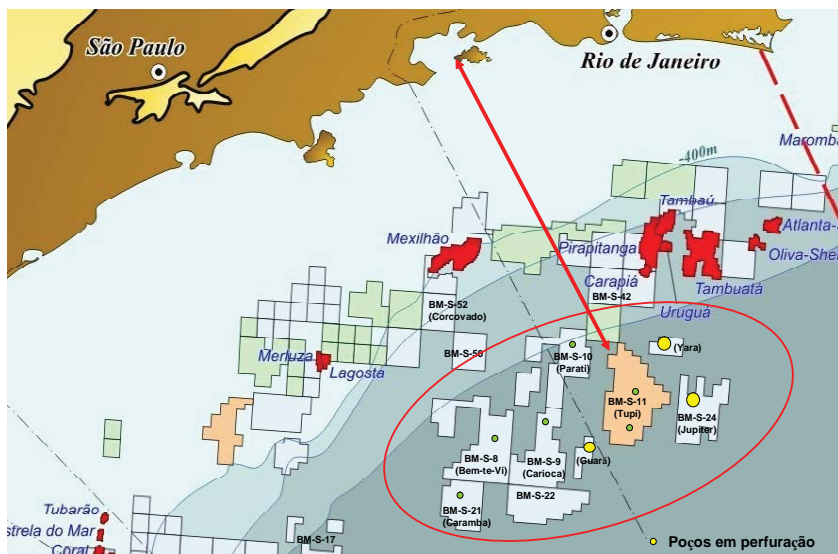 São Paulo
Rio de Janeiro
-400m
Maromba
Tambaú
Mexilhão
Pirapitanga
Atlanta-
Oliva-She
Carapiá
Tambuatá
BM-S-42
BM-S-52
(Corcovado)
Uruguá
Merluza
Lagosta
BM-S-50
BM-S-10
(Parati)
(Yara)
BM-S-11
(Tupi)
BM-S-24
(Jupiter)
BM-S-8
(Bem-te-Vi)
BM-S-9
(Carioca)
(Guará)
BM-S-21
(Caramba)
BM-S-22
Tubarão
strela do Mar
Coral
BM-S-17
Poços em perfuração